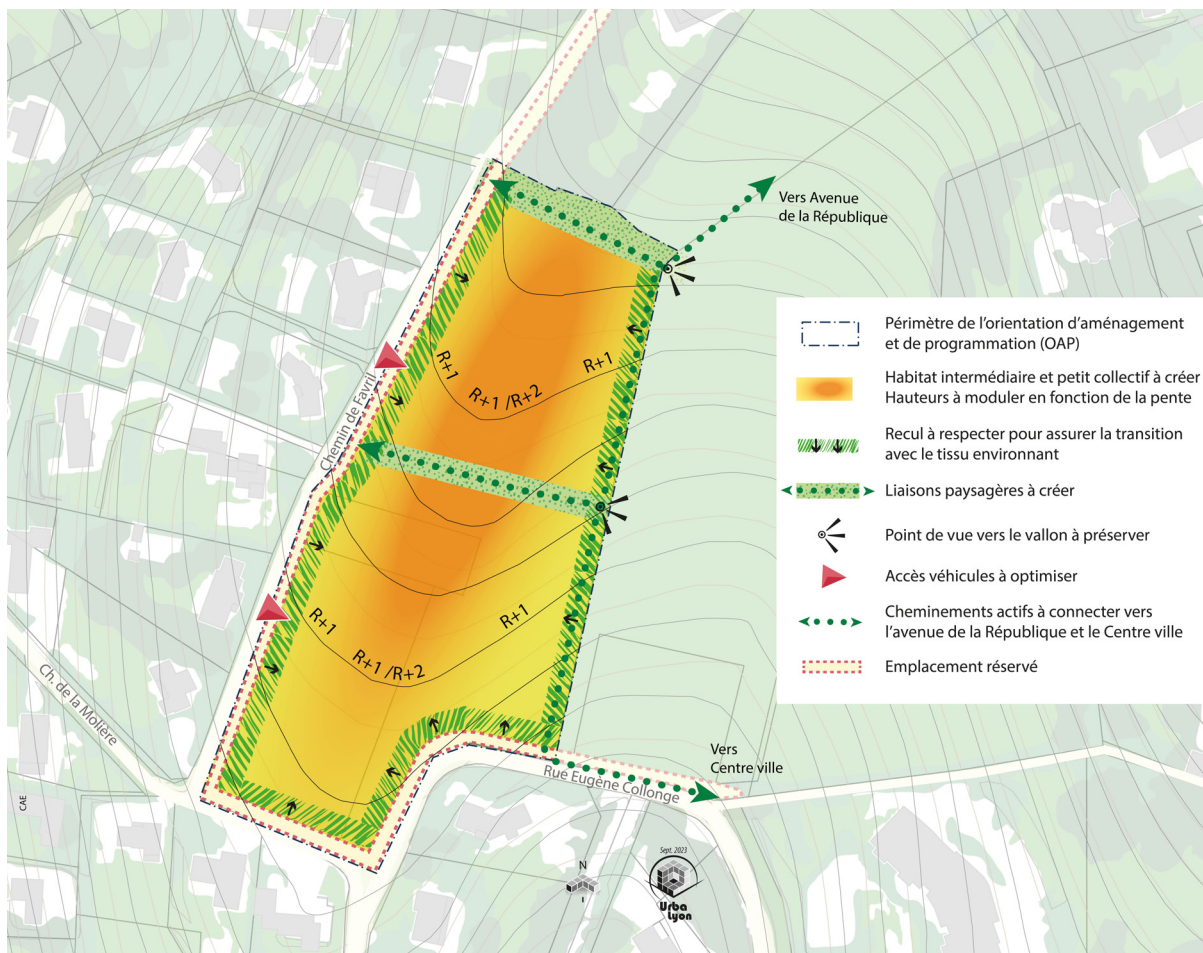 Vers Avenue
de la République
Périmètre de l'orientation d'aménagement
et de programmation (OAP)
Habitat intermédiaire et petit collectif à créer
Hauteurs à moduler en fonction de la pente
Recul à respecter pour assurer la transition
avec le tissu environnant
Liaisons paysagères à créer
Point de vue vers le vallon à préserver
Accès véhicules à optimiser
Cheminements actifs à connecter vers
l'avenue de la République et le Centre ville
Emplacement réservé
Chemin de Favril
R+1
R+1 /R+2
R+1
R+1
R+1 /R+2
R+1
Ch. de la Molière
Vers
Centre ville
Rue Eugène Collonge
CAE
N
Sept. 2023
Urba
Lyon